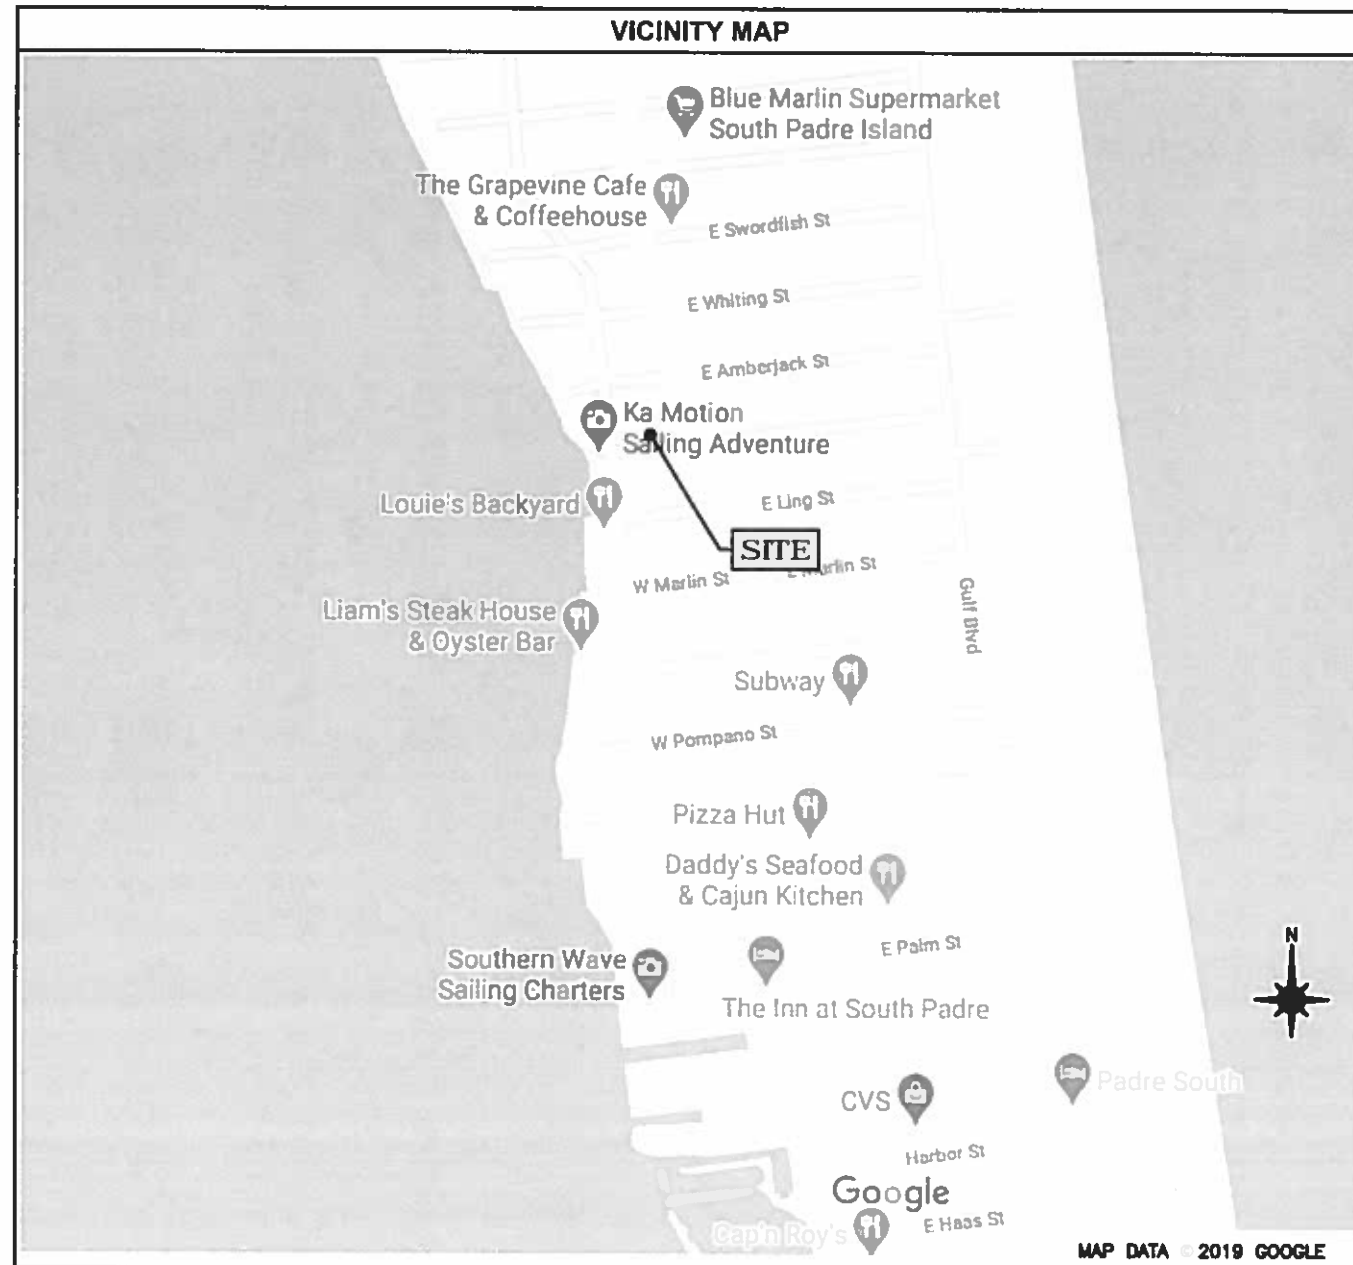 VICINITY MAP
Blue Marlin Supermarket
South Padre Island
The Grapevine Cafe
& Coffeehouse
E Swordfish St
E Whiting St
E Amberjack St
Ka Motion
Sailing Adventure
Louie's Backyard
E Ling St
SITE
W Marlin St
E Marlin St
Gulf Blvd
Liam's Steak House
& Oyster Bar
Subway
W Pompano St
Pizza Hut
Daddy's Seafood
& Cajun Kitchen
E Palm St
N
Southern Wave
Sailing Charters
The Inn at South Padre
Padre South
CVS
Harbor St
Google
E Haas St
Cap'n Roy's
MAP DATA © 2019 GOOGLE